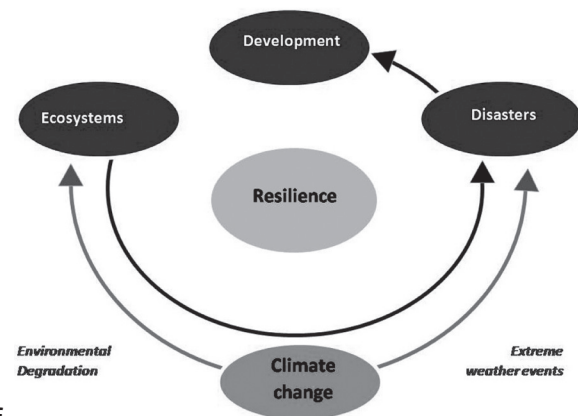 Development
Ecosystems
Disasters
Resilience
Environmental
Degradation
Extreme
weather events
Climate
change